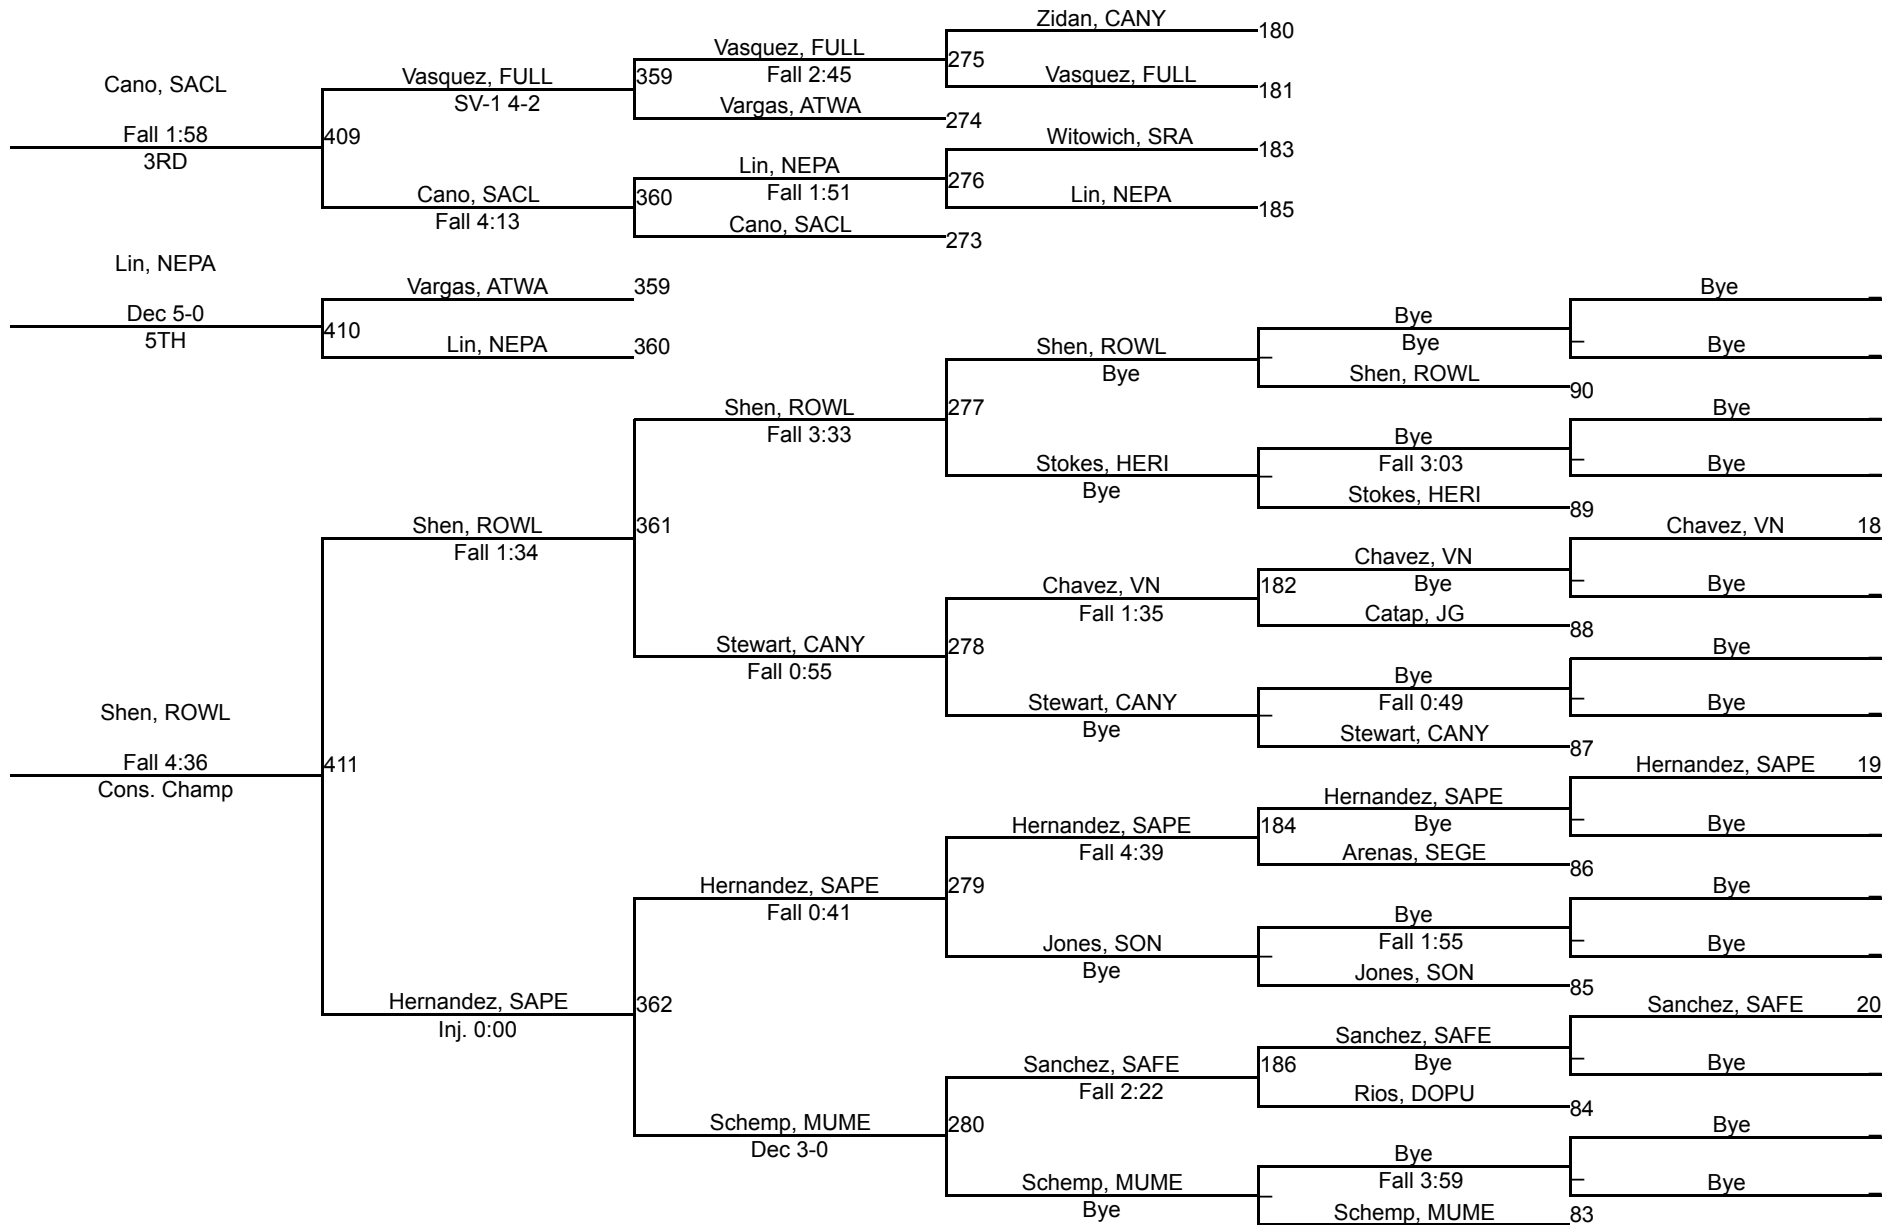 Zidan, CANY
180
Vasquez, FULL
275
Fall 2:45
Vasquez, FULL
181
Cano, SACL
Vasquez, FULL
359
SV-1 4-2
Vargas, ATWA
274
Fall 1:58
409
3RD
Witowich, SRA
183
Lin, NEPA
276
Fall 1:51
Lin, NEPA
185
Cano, SACL
360
Fall 4:13
Cano, SACL
273
Lin, NEPA
Vargas, ATWA
359
Dec 5-0
410
5TH
Lin, NEPA
360
Bye
Bye
Bye
Bye
Shen, ROWL
Bye
Shen, ROWL
90
Shen, ROWL
277
Fall 3:33
Bye
Bye
Bye
Fall 3:03
Stokes, HERI
Bye
Stokes, HERI
89
Shen, ROWL
361
Fall 1:34
Chavez, VN
18
Chavez, VN
Bye
Bye
Chavez, VN
182
Fall 1:35
Catap, JG
88
Stewart, CANY
278
Fall 0:55
Bye
Bye
Fall 0:49
Bye
Stewart, CANY
Bye
Stewart, CANY
87
Shen, ROWL
Fall 4:36
411
Cons. Champ
Hernandez, SAPE
19
Hernandez, SAPE
Bye
Bye
Hernandez, SAPE
184
Fall 4:39
Arenas, SEGE
86
Hernandez, SAPE
279
Fall 0:41
Bye
Bye
Fall 1:55
Bye
Jones, SON
Bye
Jones, SON
85
Hernandez, SAPE
362
Inj. 0:00
Sanchez, SAFE
20
Sanchez, SAFE
Bye
Bye
Sanchez, SAFE
186
Fall 2:22
Rios, DOPU
84
Schemp, MUME
280
Dec 3-0
Bye
Bye
Fall 3:59
Bye
Schemp, MUME
Bye
Schemp, MUME
83